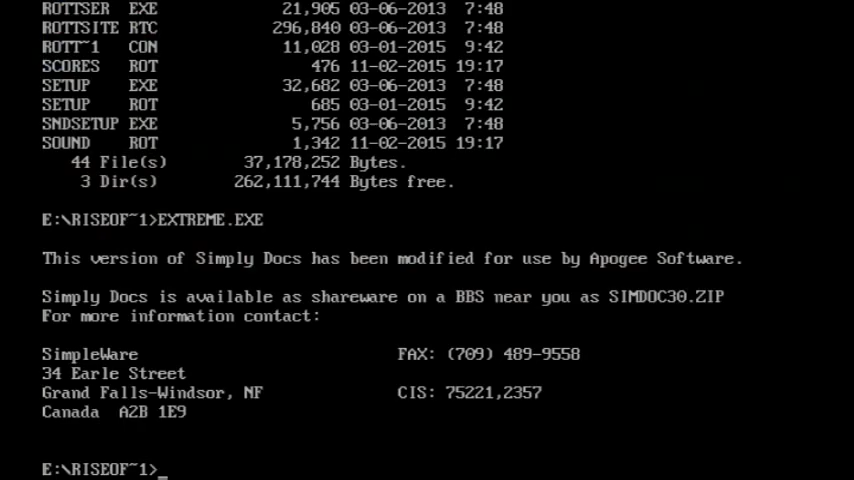 ROTTSER EXE 21,905 03-06-2013 7:48
ROTTSITE RTC 296,840 03-06-2013 7:48
ROTT~1 CON 11,028 03-01-2015 9:42
SCORES ROT 476 11-02-2015 19:17
SETUP EXE 32,682 03-06-2013 7:48
SETUP ROT 685 03-01-2015 9:42
SNDSETUP EXE 5,756 03-06-2013 7:48
SOUND ROT 1,342 11-02-2015 19:17
44 File(s) 37,178,252 Bytes.
3 Dir(s) 262,111,744 Bytes free.
E:\RISEOF~1>EXTREME.EXE
This version of Simply Docs has been modified for use by Apogee Software.
Simply Docs is available as shareware on a BBS near you as SIMDOC30.ZIP
For more information contact:
SimpleWare FAX: (709) 489-9558
34 Earle Street
Grand Falls-Windsor, NF CIS: 75221,2357
Canada A2B 1E9
E:\RISEOF~1>_